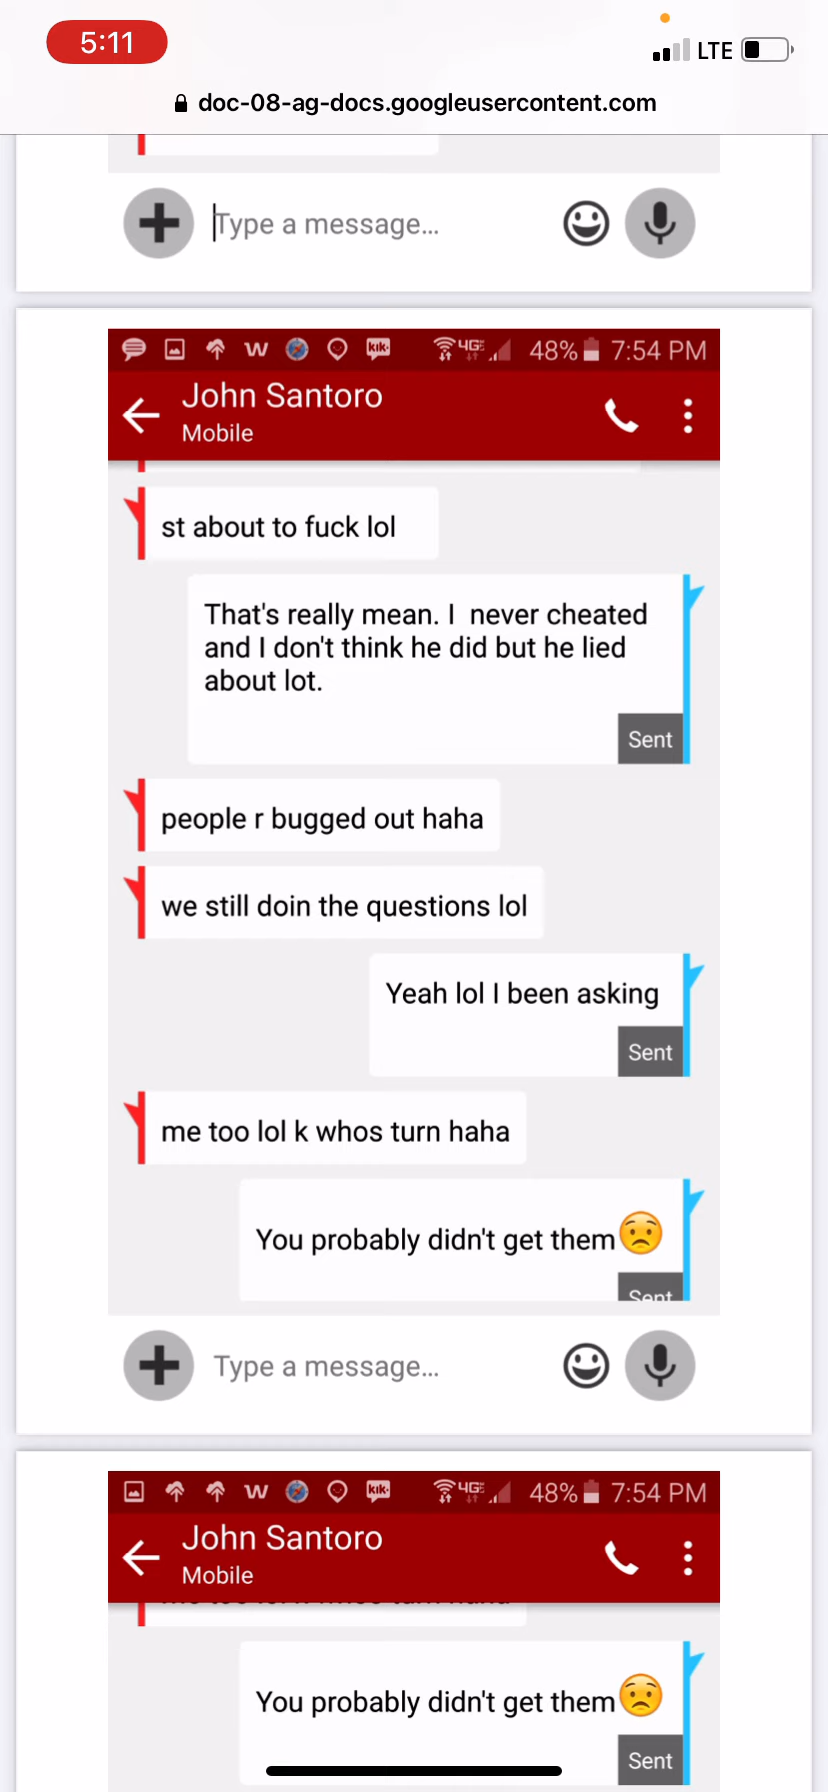 5:11
LTE
doc-08-ag-docs.googleusercontent.com
Type a message...
W
kik
4G
48%
7:54 PM
John Santoro
Mobile
st about to fuck lol
That's really mean. I never cheated
and I don't think he did but he lied
about lot.
Sent
people r bugged out haha
we still doin the questions lol
Yeah lol I been asking
Sent
me too lol k whos turn haha
You probably didn't get them😟
Sent
Type a message...
W
kik
4G
48%
7:54 PM
John Santoro
Mobile
You probably didn't get them😟
Sent